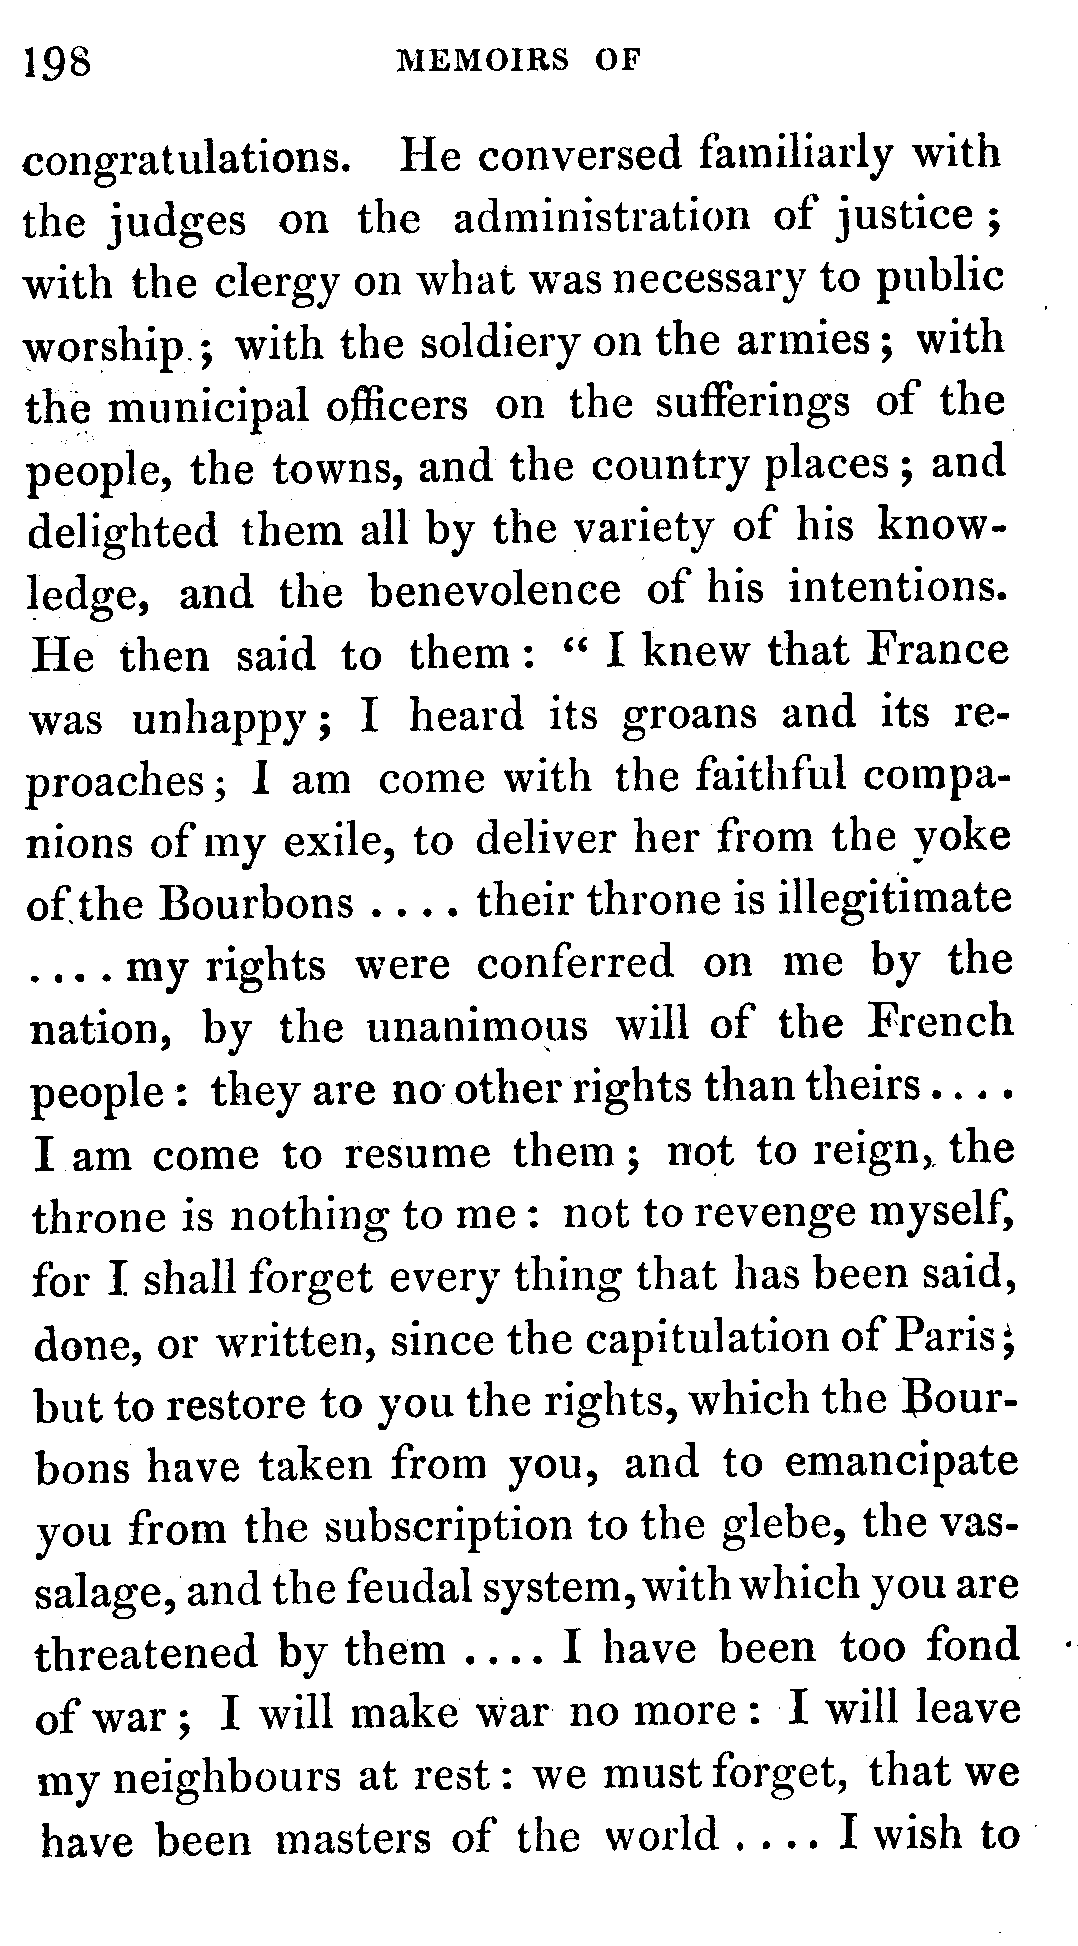 198 MEMOIRS OF
congratulations. He conversed familiarly with
the judges on the administration of justice ;
with the clergy on what was necessary to public
worship ; with the soldiery on the armies ; with
the municipal officers on the sufferings of the
people, the towns, and the country places ; and
delighted them all by the variety of his know-
ledge, and the benevolence of his intentions.
He then said to them : “ I knew that France
was unhappy ; I heard its groans and its re-
proaches ; I am come with the faithful compa-
nions of my exile, to deliver her from the yoke
of the Bourbons . . . . their throne is illegitimate
. . . . my rights were conferred on me by the
nation, by the unanimous will of the French
people : they are no other rights than theirs . . . .
I am come to resume them ; not to reign, the
throne is nothing to me : not to revenge myself,
for I shall forget every thing that has been said,
done, or written, since the capitulation of Paris ;
but to restore to you the rights, which the Bour-
bons have taken from you, and to emancipate
you from the subscription to the glebe, the vas-
salage, and the feudal system, with which you are
threatened by them . . . . I have been too fond
of war ; I will make war no more : I will leave
my neighbours at rest : we must forget, that we
have been masters of the world . . . . I wish to